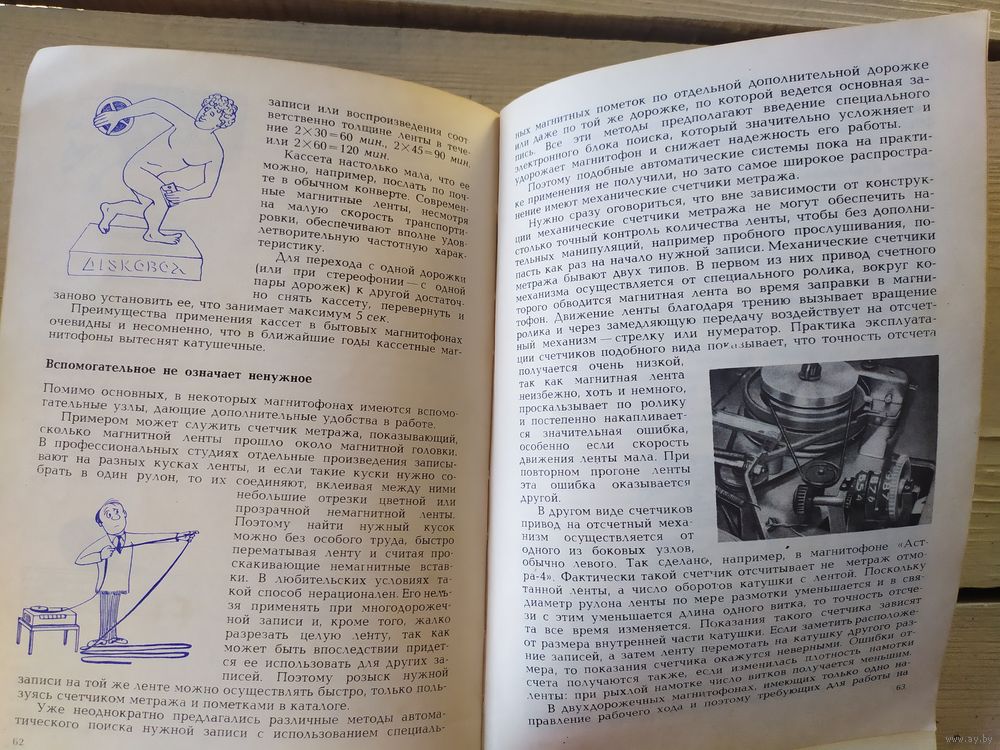 DISKOBOA
записи или воспроизведения соот-
ветственно толщине ленты в тече-
ние 2×30=60 мин., 2×45=90 мин.
или 2×60=120 мин.
Кассета настолько мала, что ее
можно, например, послать по поч-
те в обычном конверте. Современ-
ные магнитные ленты, несмотря
на малую скорость транспорти-
ровки, обеспечивают вполне удов-
летворительную частотную харак-
теристику.
Для перехода с одной дорожки
(или при стереофонии — с одной
пары дорожек) к другой достаточ-
но снять кассету, перевернуть и
заново установить ее, что занимает максимум 5 сек.
Преимущества применения кассет в бытовых магнитофонах
очевидны и несомненно, что в ближайшие годы кассетные маг-
нитофоны вытеснят катушечные.
Вспомогательное не означает ненужное
Помимо основных, в некоторых магнитофонах имеются вспомо-
гательные узлы, дающие дополнительные удобства в работе.
Примером может служить счетчик метража, показывающий,
сколько магнитной ленты прошло около магнитной головки.
В профессиональных студиях отдельные произведения записы-
вают на разных кусках ленты, и если такие куски нужно со-
брать в один рулон, то их соединяют, вклеивая между ними
небольшие отрезки цветной или
прозрачной немагнитной ленты.
Поэтому найти нужный кусок
можно без особого труда, быстро
перематывая ленту и считая про-
скакивающие немагнитные встав-
ки. В любительских условиях та-
кой способ нерационален. Его нель-
зя применять при многодорожеч-
ной записи и, кроме того, жалко
разрезать целую ленту, так как
может быть впоследствии придет-
ся ее использовать для других за-
писей. Поэтому розыск нужной
записи на той же ленте можно осуществлять быстро, только поль-
зуясь счетчиком метража и пометками в каталоге.
Уже неоднократно предлагались различные методы автома-
тического поиска нужной записи с использованием специаль-
62
ных магнитных пометок по отдельной дополнительной дорожке
или даже по той же дорожке, по которой ведется основная за-
пись. Все эти методы предполагают введение специального
электронного блока поиска, который значительно усложняет и
удорожает магнитофон и снижает надежность его работы.
Поэтому подобные автоматические системы пока на практи-
ке применения не получили, но зато самое широкое распростра-
нение имеют механические счетчики метража.
Нужно сразу оговориться, что вне зависимости от конструк-
ции механические счетчики метража не могут обеспечить на-
столько точный контроль количества ленты, чтобы без дополни-
тельных манипуляций, например пробного прослушивания, по-
пасть как раз на начало нужной записи. Механические счетчики
метража бывают двух типов. В первом из них привод счетного
механизма осуществляется от специального ролика, вокруг ко-
торого обводится магнитная лента во время заправки в магни-
тофон. Движение ленты благодаря трению вызывает вращение
ролика и через замедляющую передачу воздействует на отсчет-
ный механизм — стрелку или нумератор. Практика эксплуата-
ции счетчиков подобного вида показывает, что точность отсчета
получается очень низкой,
так как магнитная лента
неизбежно, хоть и немного,
проскальзывает по ролику
и постепенно накапливает-
ся значительная ошибка,
особенно если скорость
движения ленты мала. При
повторном прогоне ленты
эта ошибка оказывается
другой.
В другом виде счетчиков
привод на отсчетный меха-
низм осуществляется от
одного из боковых узлов,
обычно левого. Так сделано, например, в магнитофоне «Аст-
ра-4». Фактически такой счетчик отсчитывает не метраж отмо-
танной ленты, а число оборотов катушки с лентой. Поскольку
диаметр рулона ленты по мере размотки уменьшается и в свя-
зи с этим уменьшается длина одного витка, то точность отсче-
та все время изменяется. Показания такого счетчика зависят
от размера внутренней части катушки. Если заметить расположе-
ние записей, а затем ленту перемотать на катушку другого раз-
мера, то показания счетчика окажутся неверными. Ошибки от-
счета получаются также, если изменилась плотность намотки
ленты: при рыхлой намотке число витков получается меньшим.
В двухдорожечных магнитофонах, имеющих только одно на-
правление рабочего хода и поэтому требующих для работы на
63
www.ay.by